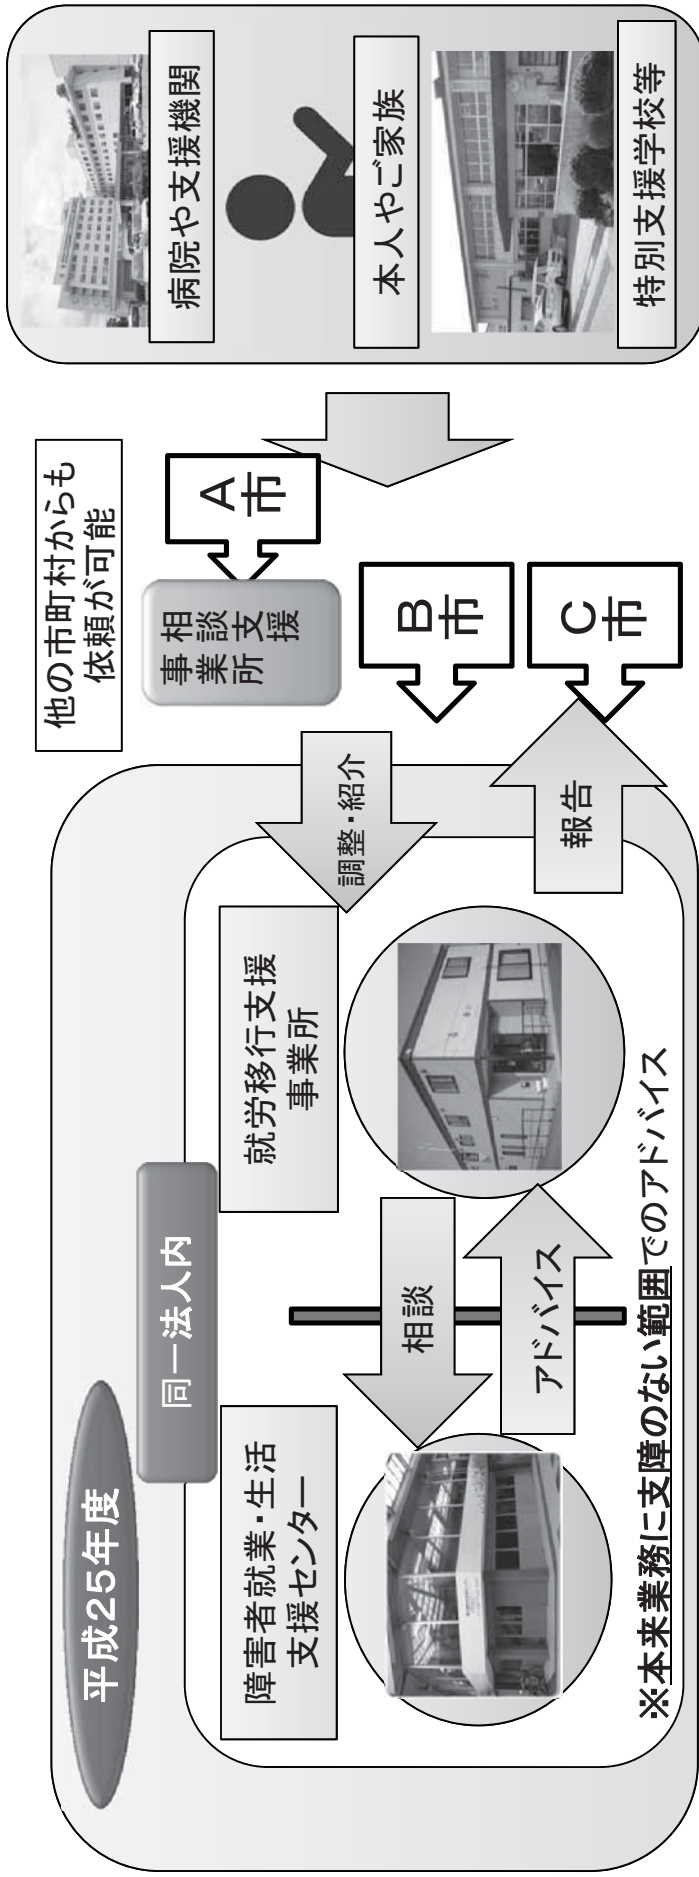 平成25年度
同一法人内
障害者就業・生活
支援センター
就労移行支援
事業所
相談
アドバイス
※本来業務に支障のない範囲でのアドバイス
調整・紹介
報告
他の市町村からも
依頼が可能
相談支援
事業所
A
市
B
市
C
市
病院や支援機関
本人やご家族
特別支援学校等